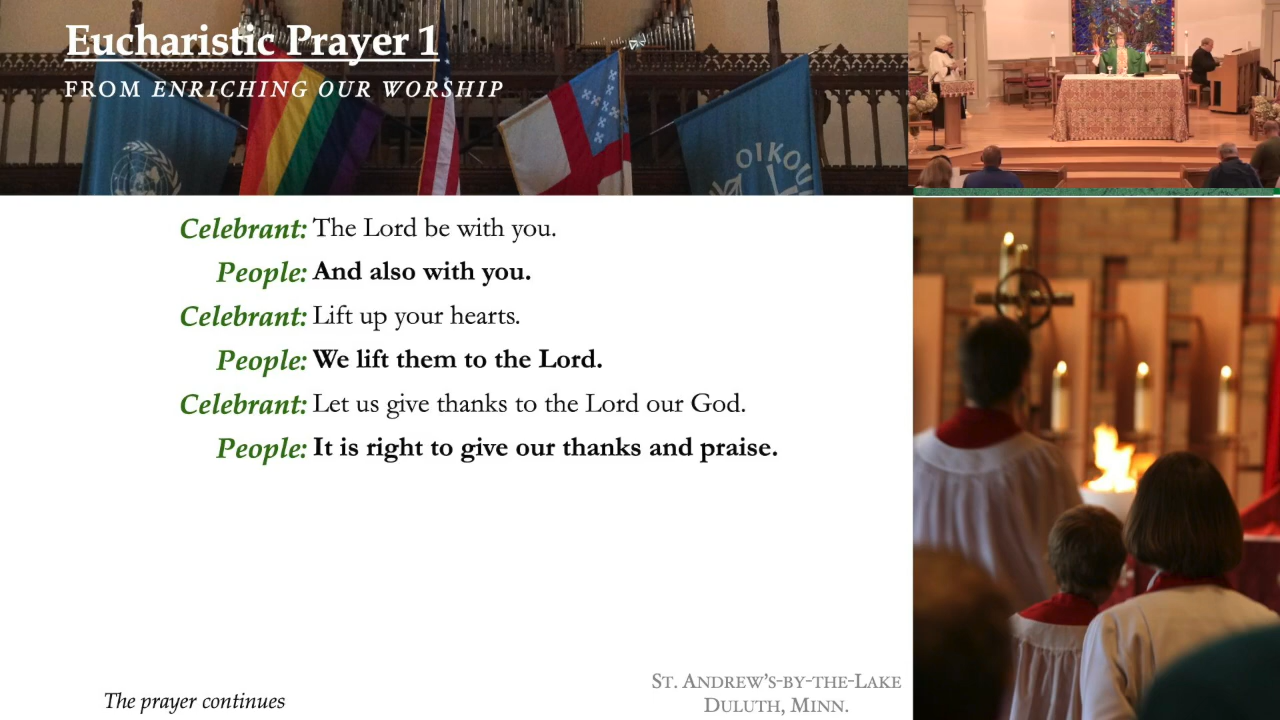 Eucharistic Prayer 1
FROM ENRICHING OUR WORSHIP
OIKOU
Celebrant: The Lord be with you.
People: And also with you.
Celebrant: Lift up your hearts.
People: We lift them to the Lord.
Celebrant: Let us give thanks to the Lord our God.
People: It is right to give our thanks and praise.
The prayer continues
St. Andrew's-by-the-Lake
Duluth, Minn.